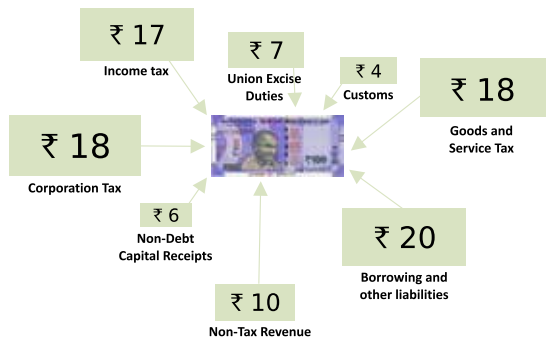 ₹ 17
Income tax
₹ 7
Union Excise
Duties
₹ 4
Customs
₹ 18
Goods and
Service Tax
₹ 18
Corporation Tax
₹ 6
Non-Debt
Capital Receipts
₹ 10
Non-Tax Revenue
₹ 20
Borrowing and
other liabilities